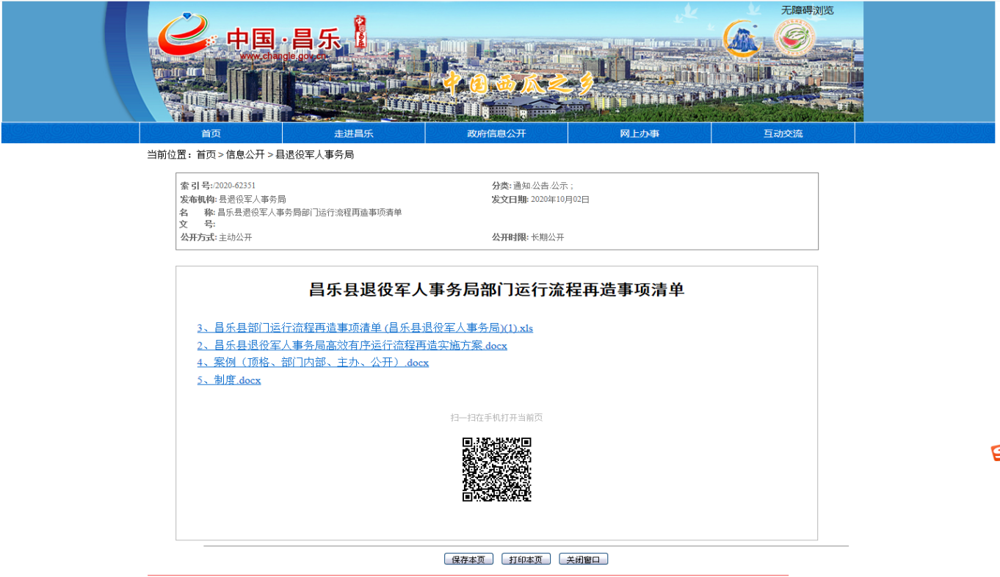 无障碍浏览
中国·昌乐
中国昌乐
www.changle.gov.cn
中国西瓜之乡
首页
走进昌乐
政府信息公开
网上办事
互动交流
当前位置：首页 > 信息公开 > 县退役军人事务局
索 引 号:/2020-62351
分类: 通知.公告.公示 ;
发布机构: 县退役军人事务局
发文日期: 2020年10月02日
名 称: 昌乐县退役军人事务局部门运行流程再造事项清单
文 号:
公开方式: 主动公开
公开时限: 长期公开
昌乐县退役军人事务局部门运行流程再造事项清单
3、昌乐县部门运行流程再造事项清单 (昌乐县退役军人事务局)(1).xls
2、昌乐县退役军人事务局高效有序运行流程再造实施方案.docx
4、案例（顶格、部门内部、主办、公开）.docx
5、制度.docx
扫一扫在手机打开当前页
保存本页
打印本页
关闭窗口